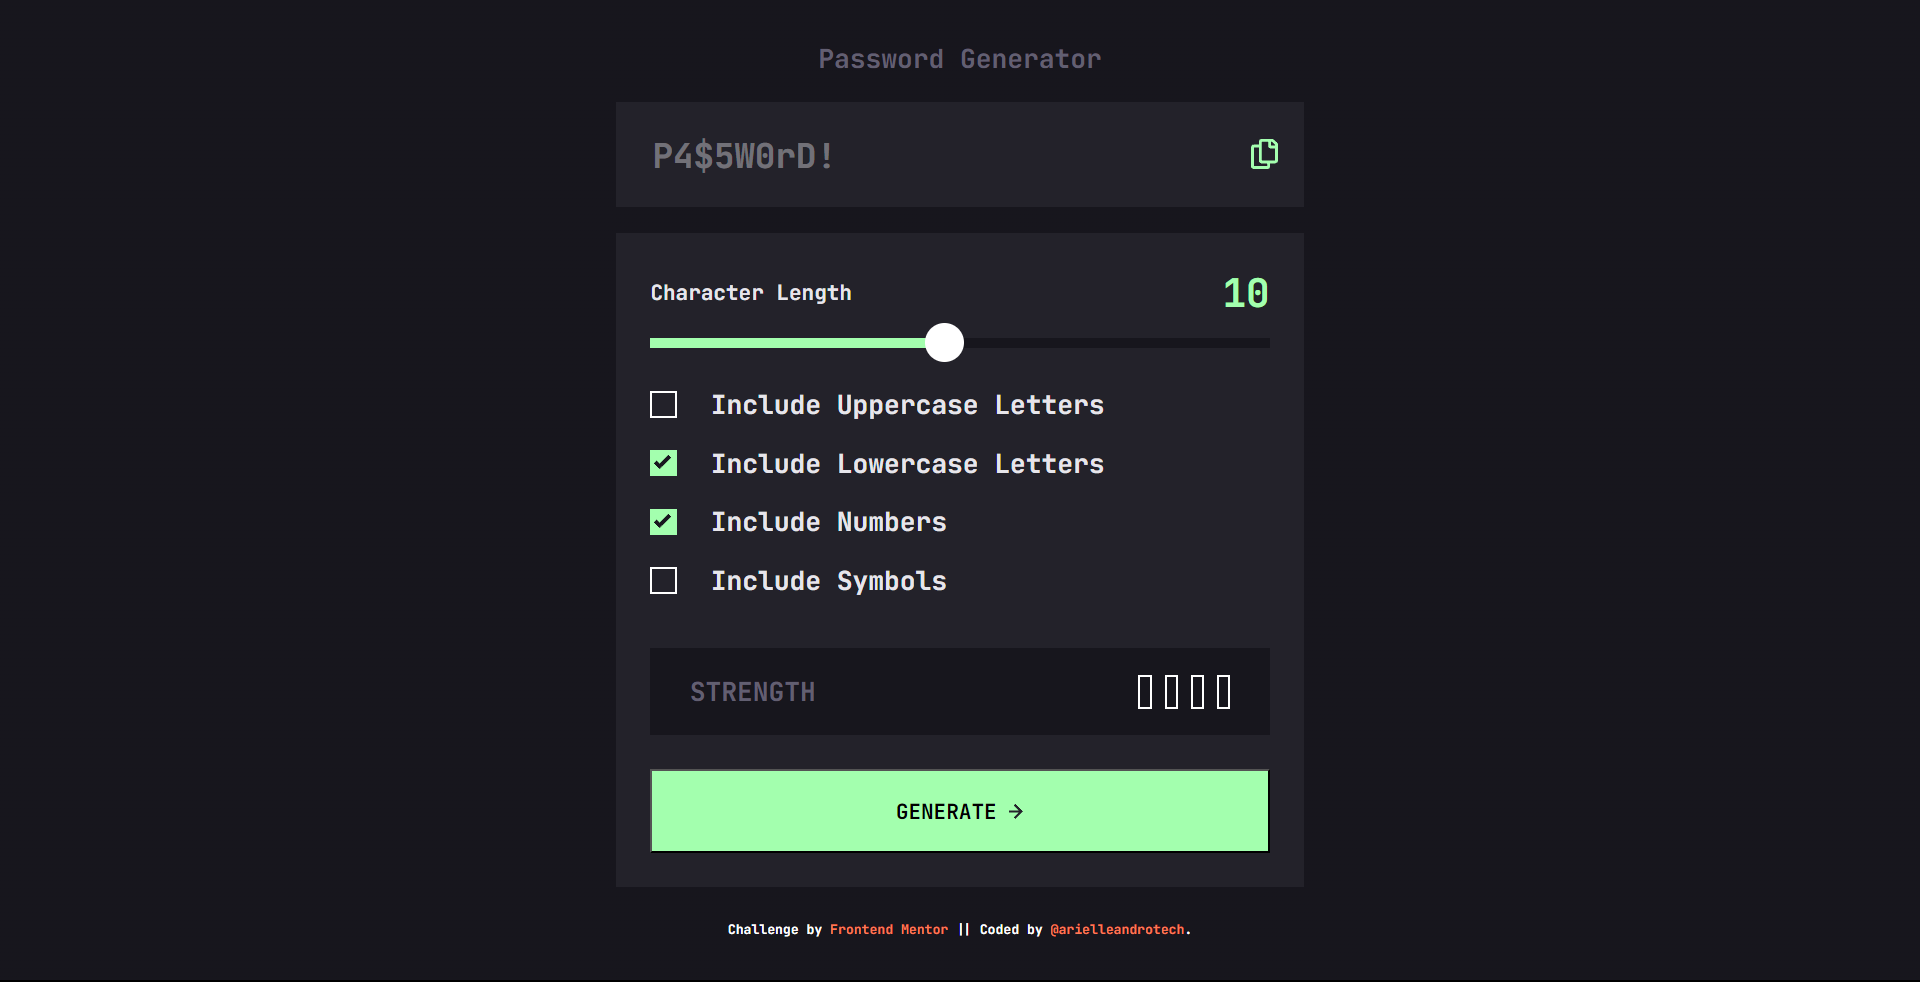 Password Generator
P4$5W0rD!
Character Length
10
Include Uppercase Letters
Include Lowercase Letters
Include Numbers
Include Symbols
STRENGTH
GENERATE →
Challenge by Frontend Mentor || Coded by @arielleandrotech.